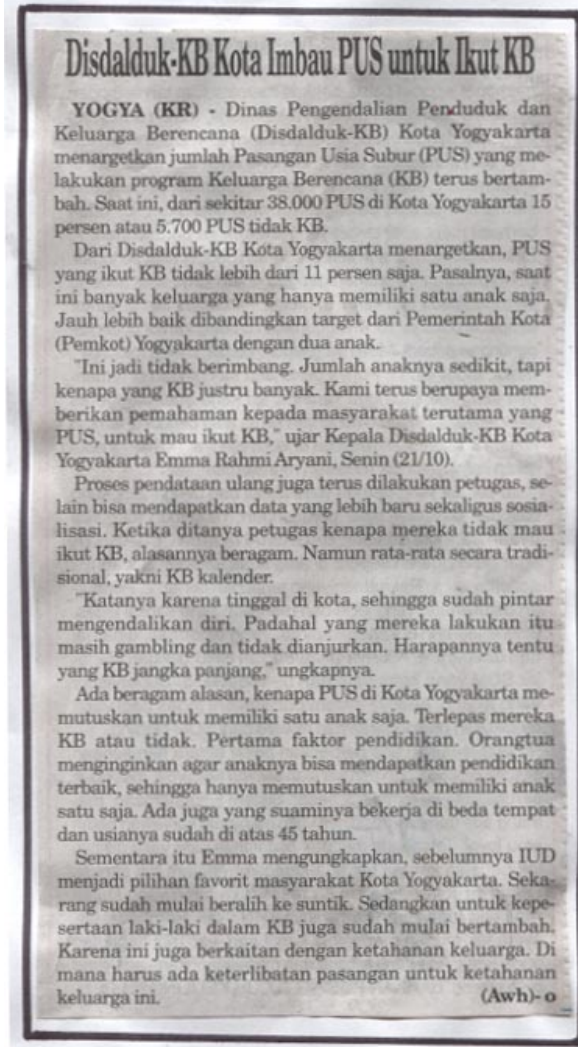 Disdalduk-KB Kota Imbau PUS untuk Ikut KB
YOGYA (KR) - Dinas Pengendalian Penduduk dan
Keluarga Berencana (Disdalduk-KB) Kota Yogyakarta
menargetkan jumlah Pasangan Usia Subur (PUS) yang me-
lakukan program Keluarga Berencana (KB) terus bertam-
bah. Saat ini, dari sekitar 38.000 PUS di Kota Yogyakarta 15
persen atau 5.700 PUS tidak KB.
Dari Disdalduk-KB Kota Yogyakarta menargetkan, PUS
yang ikut KB tidak lebih dari 11 persen saja. Pasalnya, saat
ini banyak keluarga yang hanya memiliki satu anak saja.
Jauh lebih baik dibandingkan target dari Pemerintah Kota
(Pemkot) Yogyakarta dengan dua anak.
"Ini jadi tidak berimbang. Jumlah anaknya sedikit, tapi
kenapa yang KB justru banyak. Kami terus berupaya mem-
berikan pemahaman kepada masyarakat terutama yang
PUS, untuk mau ikut KB," ujar Kepala Disdalduk-KB Kota
Yogyakarta Emma Rahmi Aryani, Senin (21/10).
Proses pendataan ulang juga terus dilakukan petugas, se-
lain bisa mendapatkan data yang lebih baru sekaligus sosia-
lisasi. Ketika ditanya petugas kenapa mereka tidak mau
ikut KB, alasannya beragam. Namun rata-rata secara tradi-
sional, yakni KB kalender.
"Katanya karena tinggal di kota, sehingga sudah pintar
mengendalikan diri. Padahal yang mereka lakukan itu
masih gambling dan tidak dianjurkan. Harapannya tentu
yang KB jangka panjang," ungkapnya.
Ada beragam alasan, kenapa PUS di Kota Yogyakarta me-
mutuskan untuk memiliki satu anak saja. Terlepas mereka
KB atau tidak. Pertama faktor pendidikan. Orangtua
menginginkan agar anaknya bisa mendapatkan pendidikan
terbaik, sehingga hanya memutuskan untuk memiliki anak
satu saja. Ada juga yang suaminya bekerja di beda tempat
dan usianya sudah di atas 45 tahun.
Sementara itu Emma mengungkapkan, sebelumnya IUD
menjadi pilihan favorit masyarakat Kota Yogyakarta. Seka-
rang sudah mulai beralih ke suntik. Sedangkan untuk kepe-
sertaan laki-laki dalam KB juga sudah mulai bertambah.
Karena ini juga berkaitan dengan ketahanan keluarga. Di
mana harus ada keterlibatan pasangan untuk ketahanan
keluarga ini. (Awh)- o